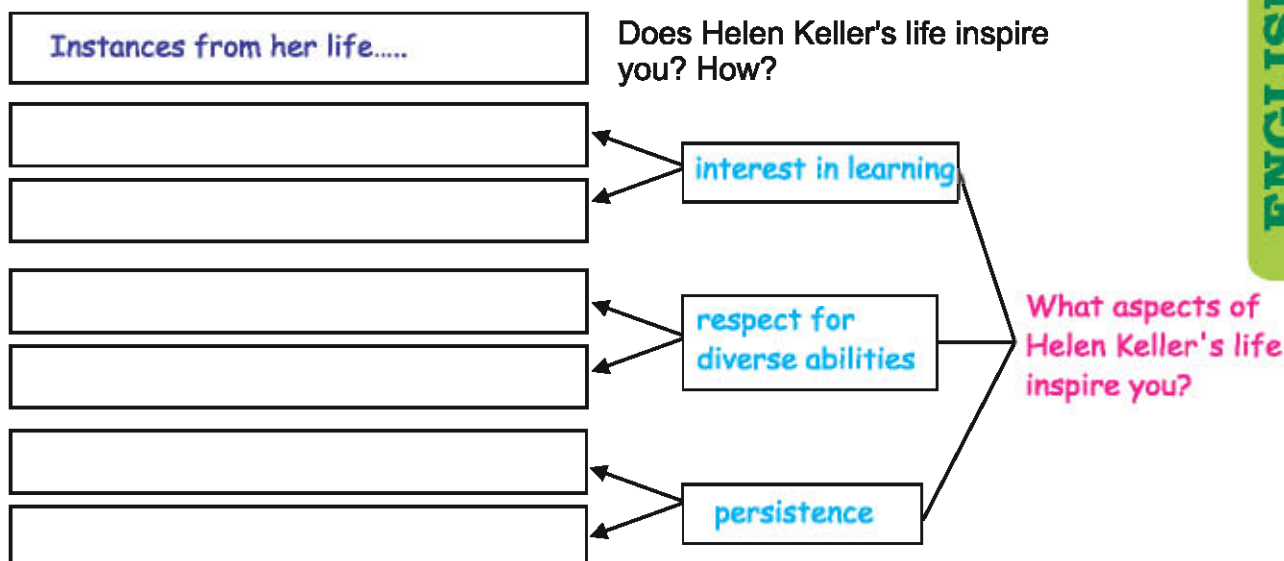 Instances from her life.....
Does Helen Keller's life inspire
you? How?
interest in learning
respect for
diverse abilities
persistence
What aspects of
Helen Keller's life
inspire you?